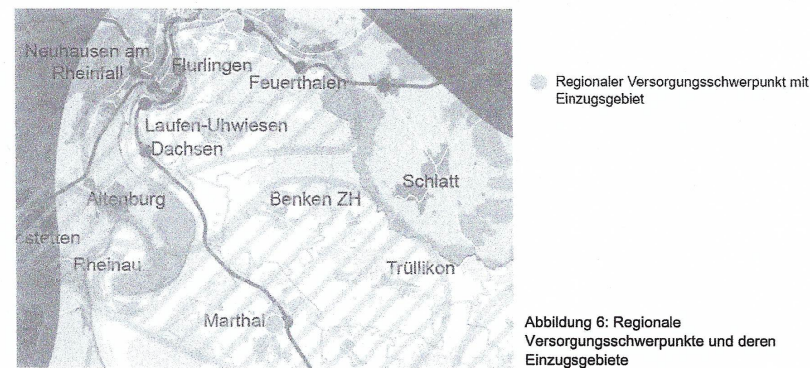 Neuhausen am
Rheinfall
Flurlingen
Feuerthalen
Laufen-Uhwiesen
Dachsen
Schlatt
Altenburg
Benken ZH
stetten
Rheinau
Trüllikon
Marthal
Regionaler Versorgungsschwerpunkt mit
Einzugsgebiet
Abbildung 6: Regionale
Versorgungsschwerpunkte und deren
Einzugsgebiete